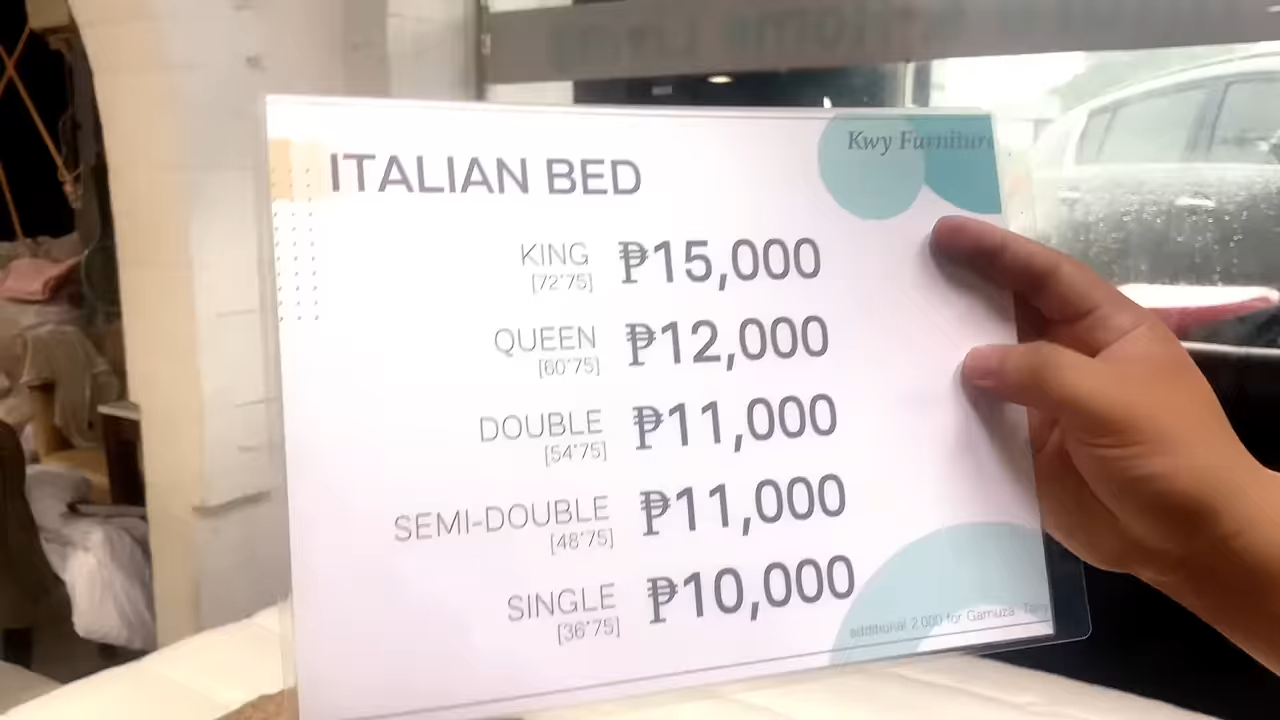 Kwy Furniture
ITALIAN BED
KING ₱15,000
[72*75]
QUEEN ₱12,000
[60*75]
DOUBLE ₱11,000
[54*75]
SEMI-DOUBLE ₱11,000
[48*75]
SINGLE ₱10,000
[36*75]
additional 2,000 for Gamuza